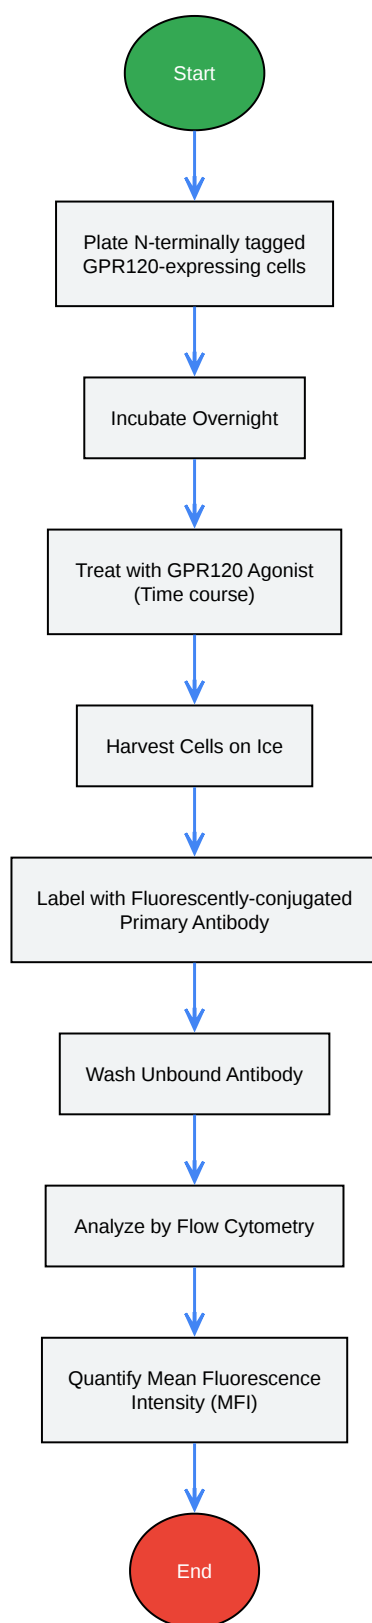 Start
Plate N-terminally tagged
GPR120-expressing cells
Incubate Overnight
Treat with GPR120 Agonist
(Time course)
Harvest Cells on Ice
Label with Fluorescently-conjugated
Primary Antibody
Wash Unbound Antibody
Analyze by Flow Cytometry
Quantify Mean Fluorescence
Intensity (MFI)
End